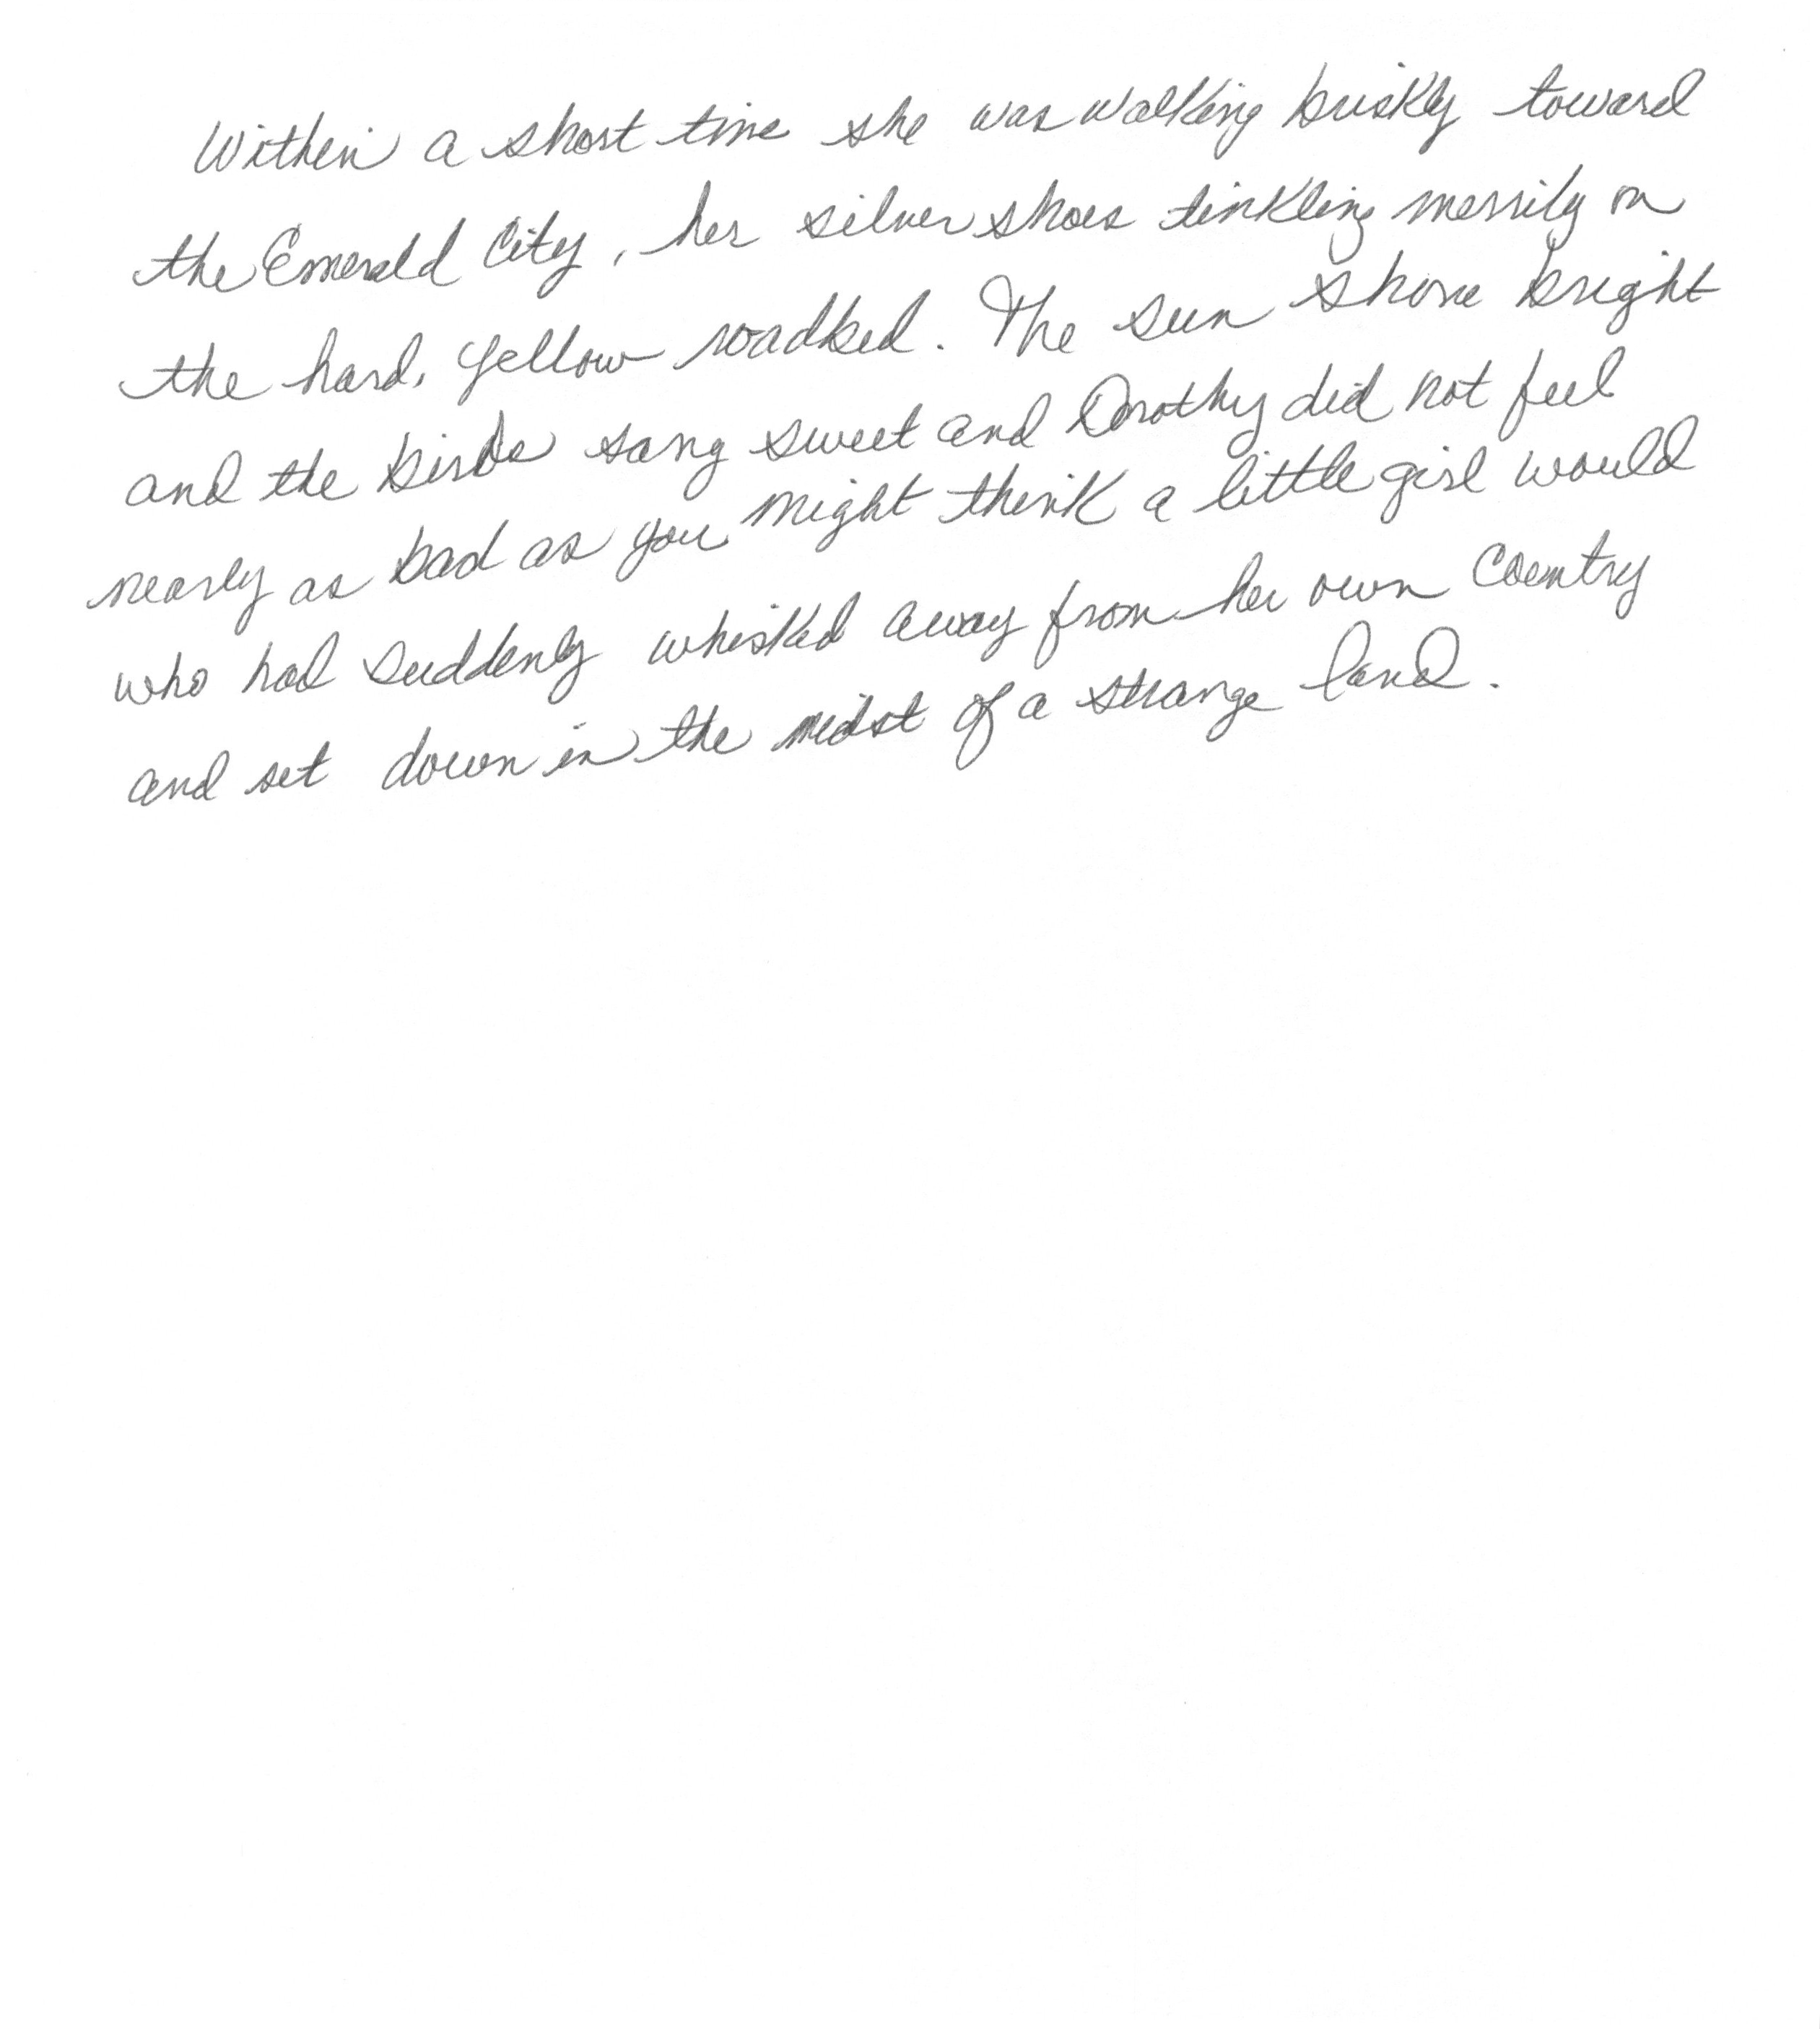 Within a short time she was walking briskly toward
the Emerald City, her silver shoes tinkling merrily on
the hard, yellow roadbed. The sun shone bright
and the birds sang sweet and Dorothy did not feel
nearly as bad as you might think a little girl would
who had suddenly whisked away from her own country
and set down in the midst of a strange land.